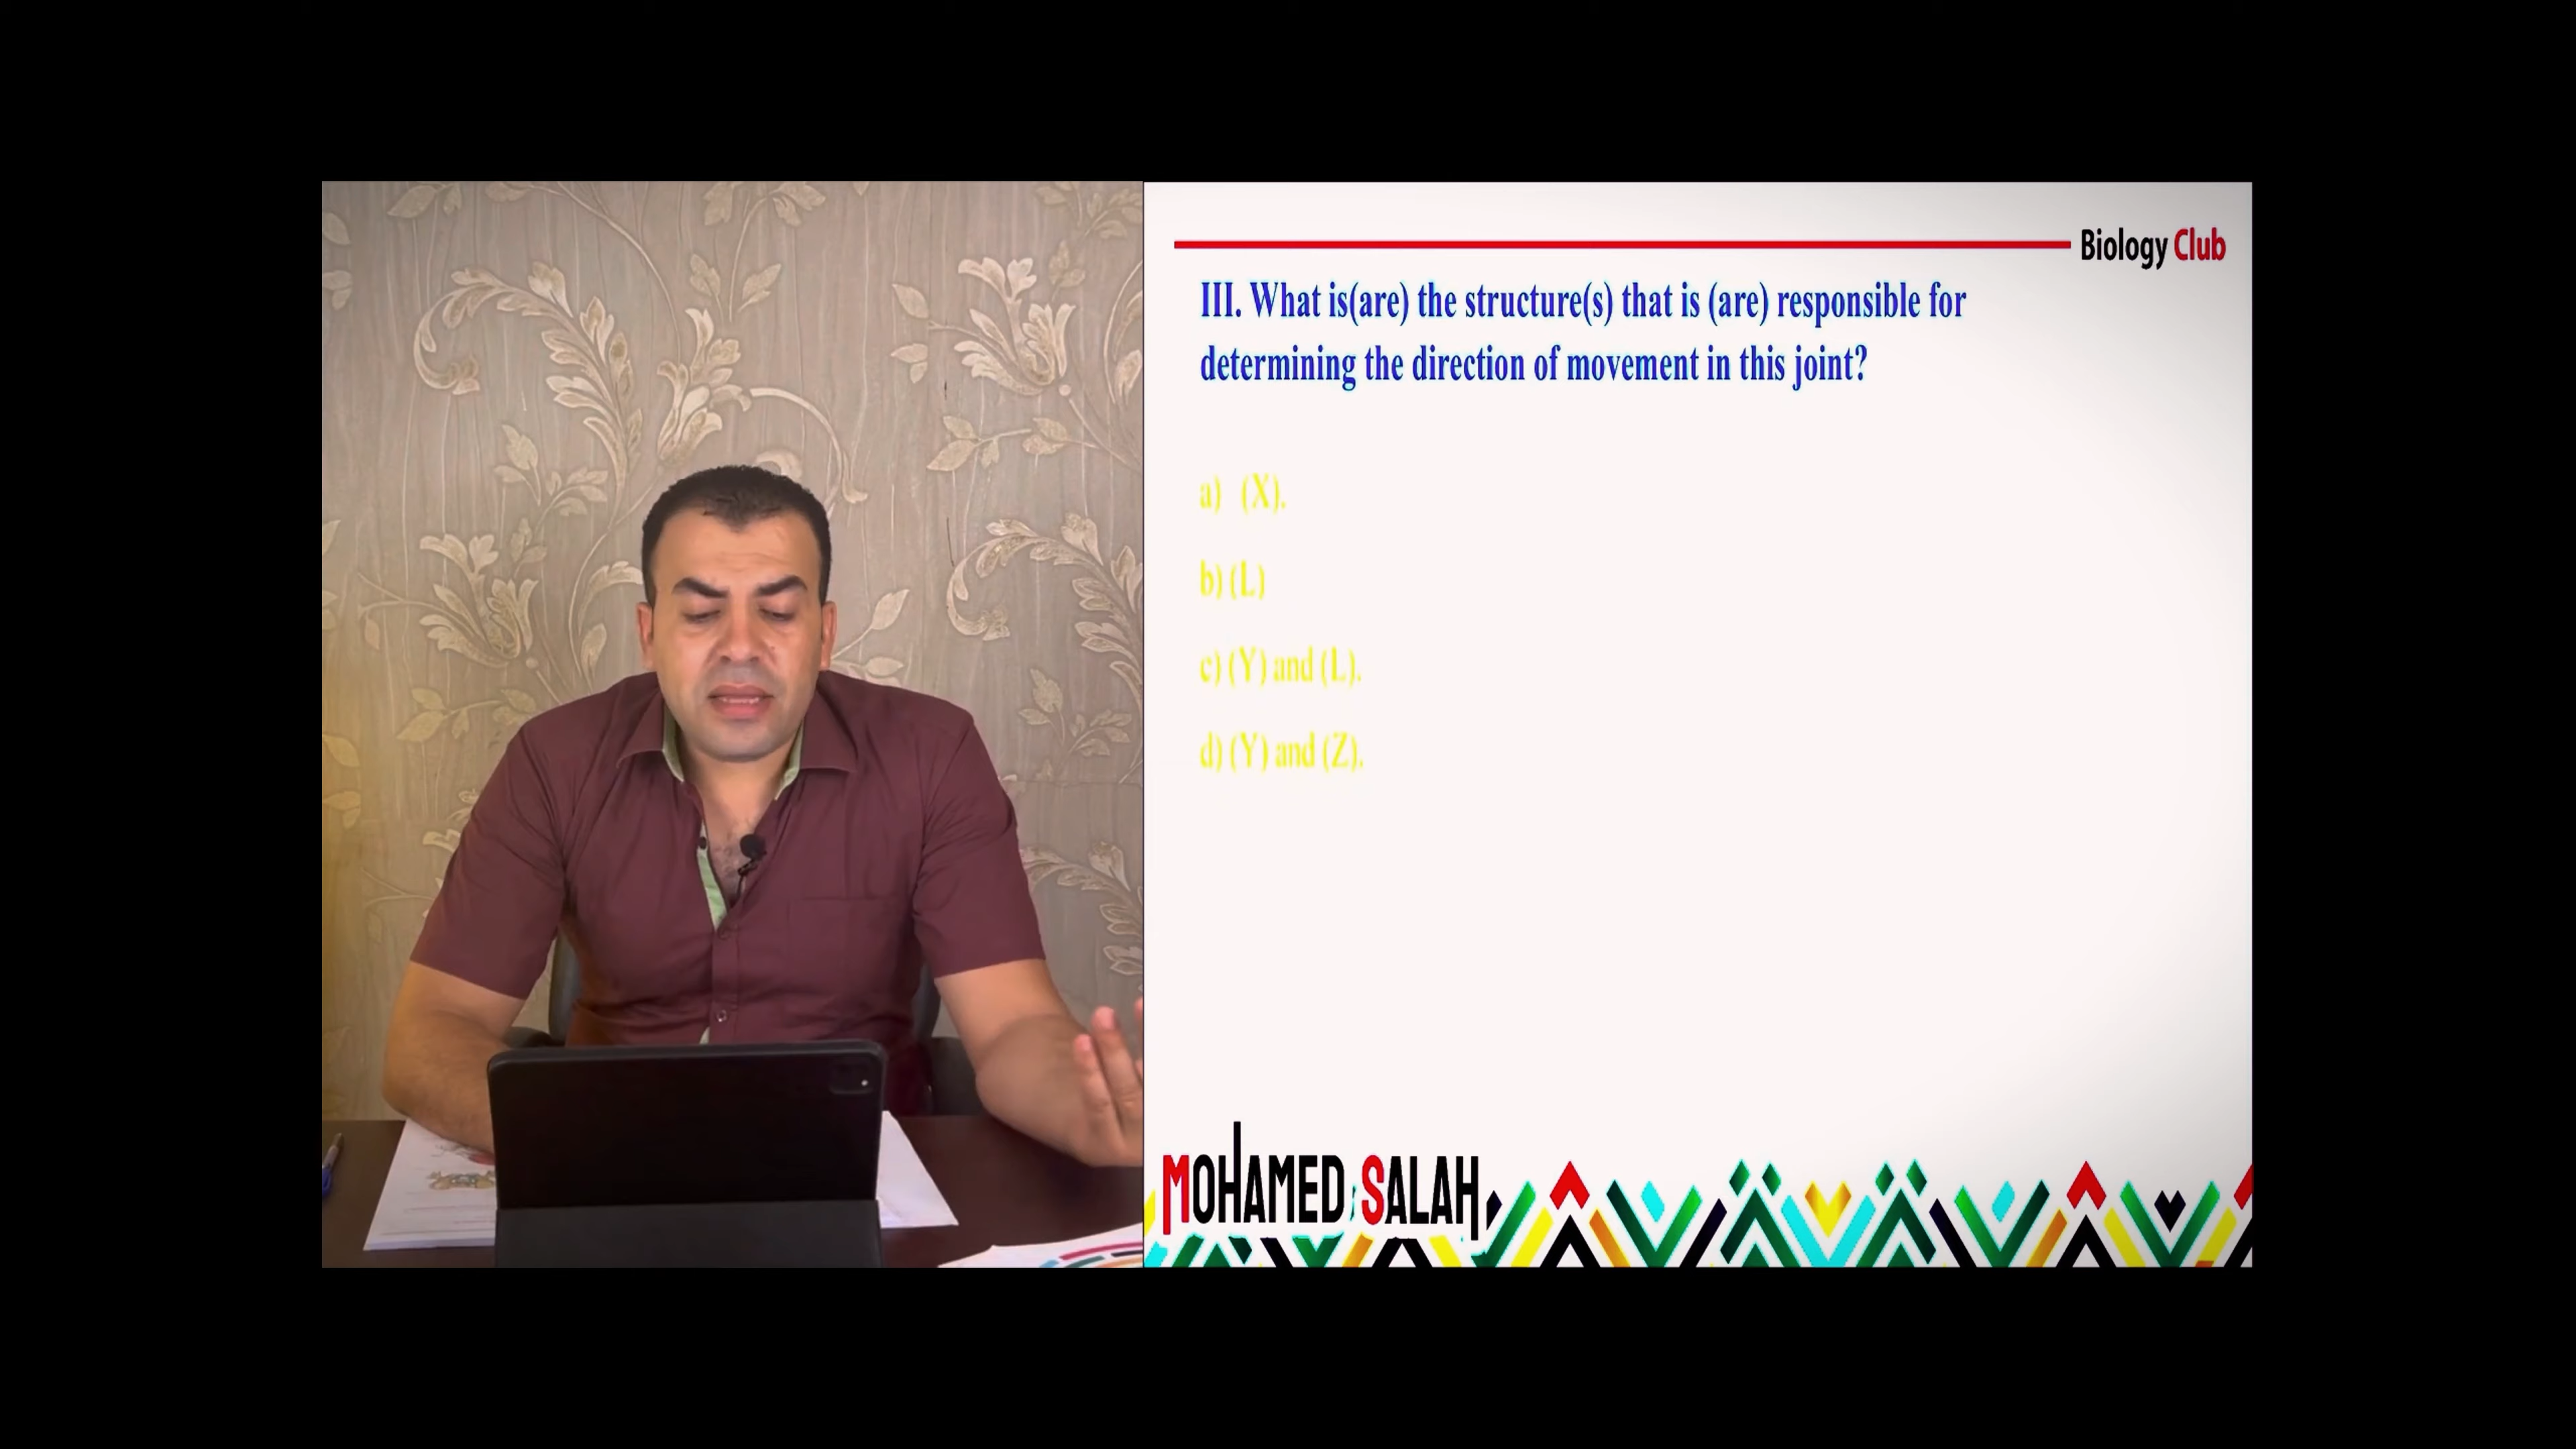 Biology Club
III. What is(are) the structure(s) that is (are) responsible for
determining the direction of movement in this joint?
a) (X).
b) (L)
c) (Y) and (L).
d) (Y) and (Z).
MOHAMED SALAH